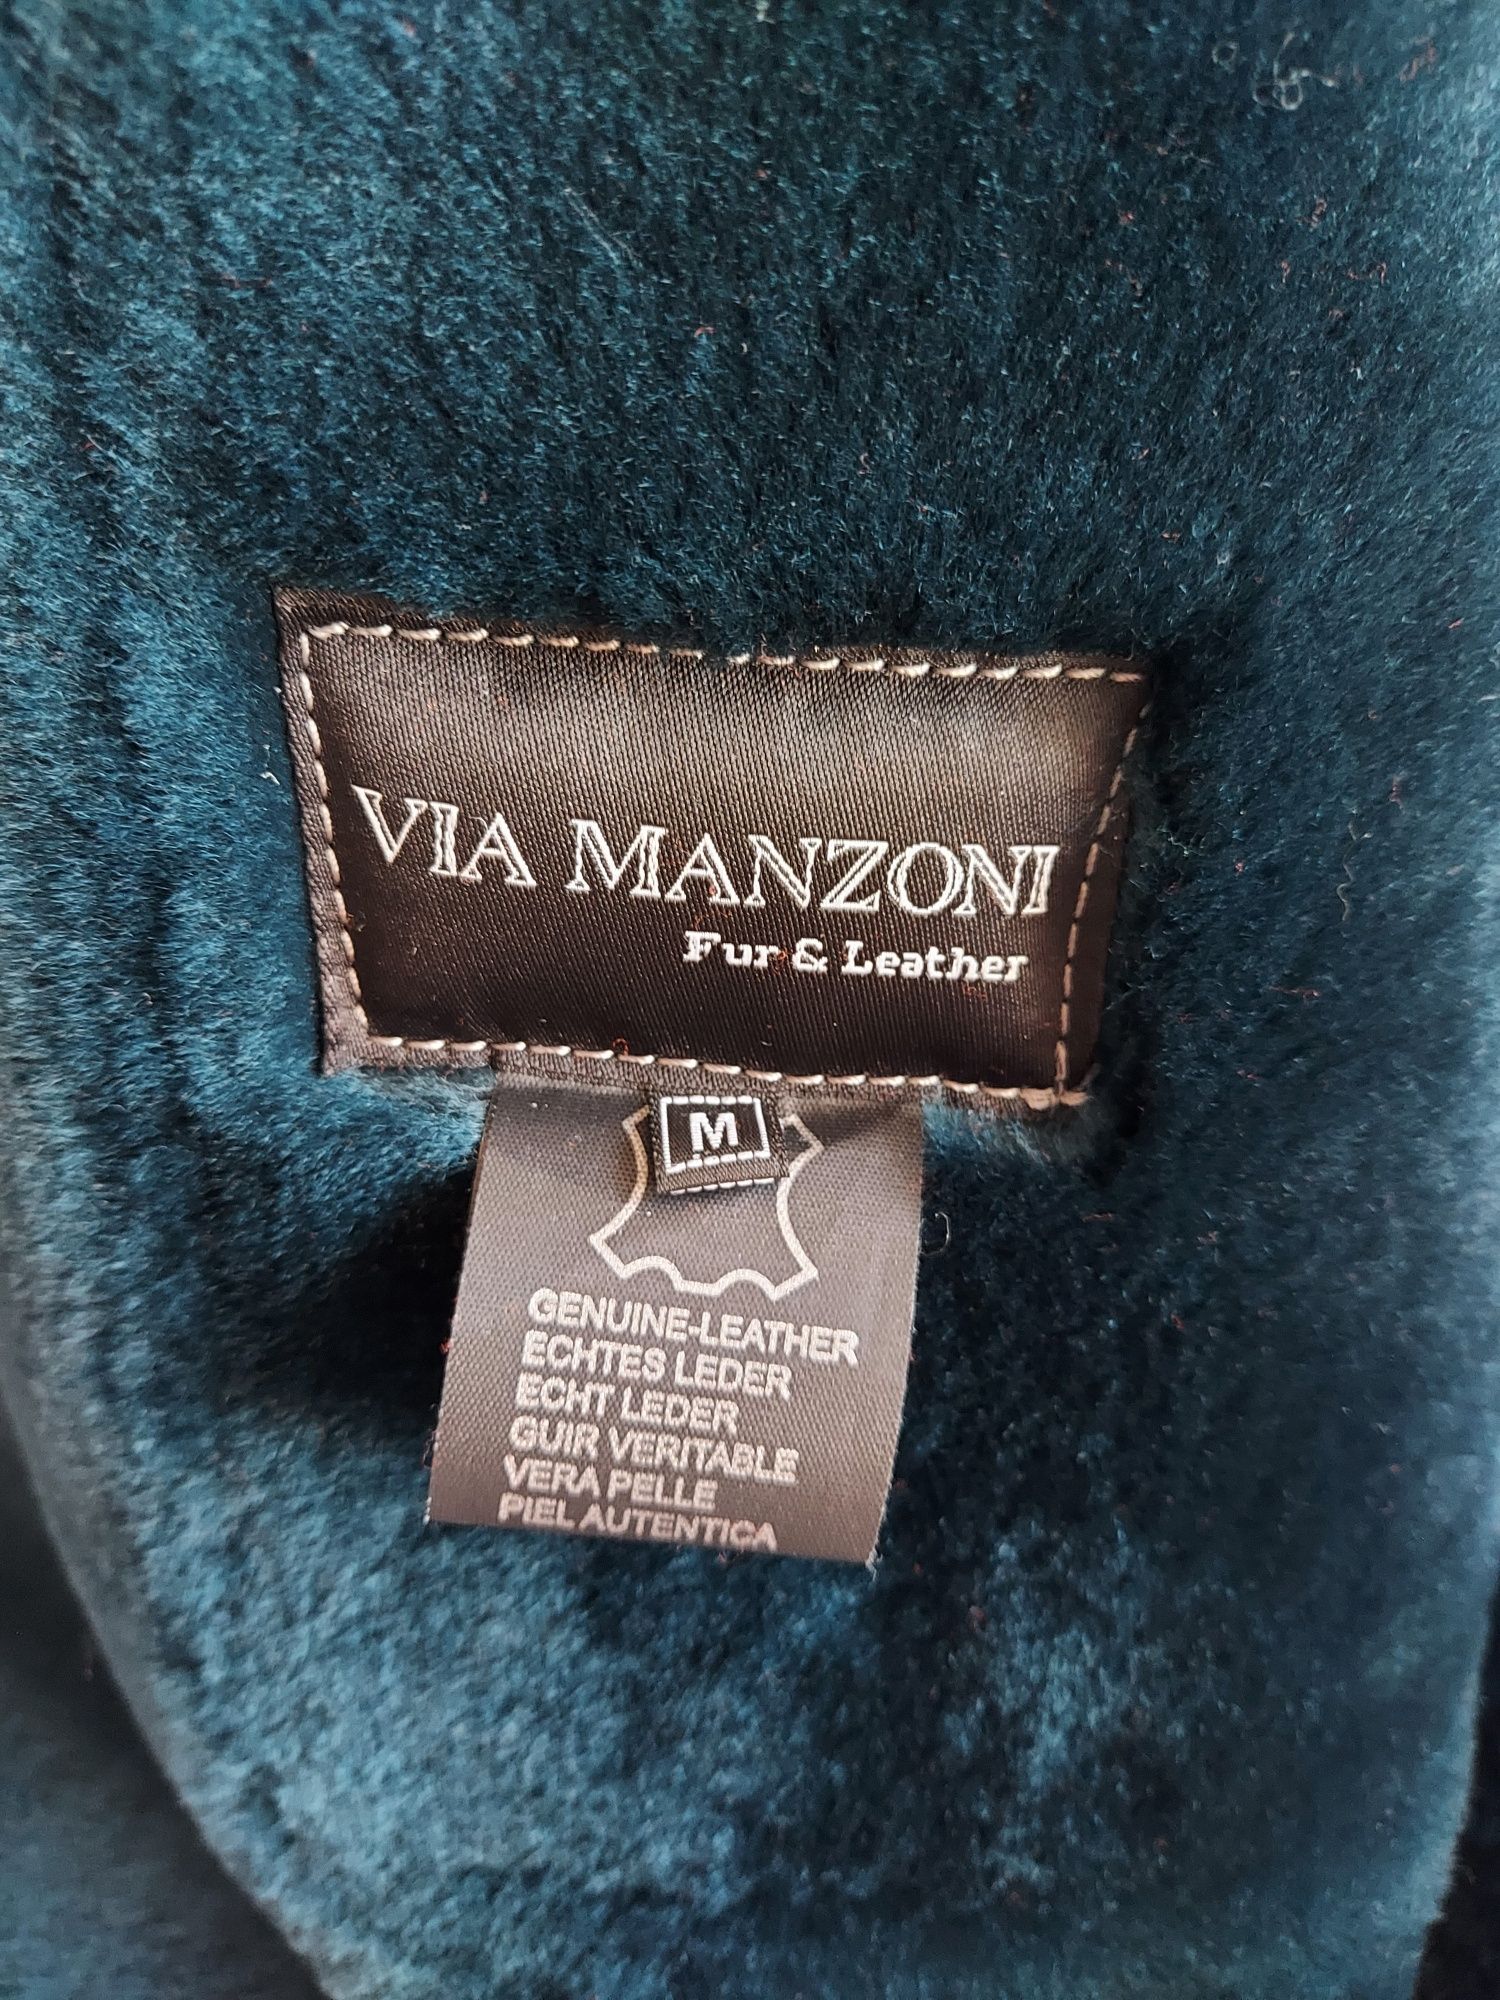 VIA MANZONI
Fur & Leather
M
GENUINE-LEATHER
ECHTES LEDER
ECHT LEDER
GUIR VERITABLE
VERA PELLE
PIEL AUTENTICA